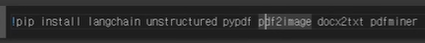 !pip install langchain unstructured pypdf pdf2image docx2txt pdfminer